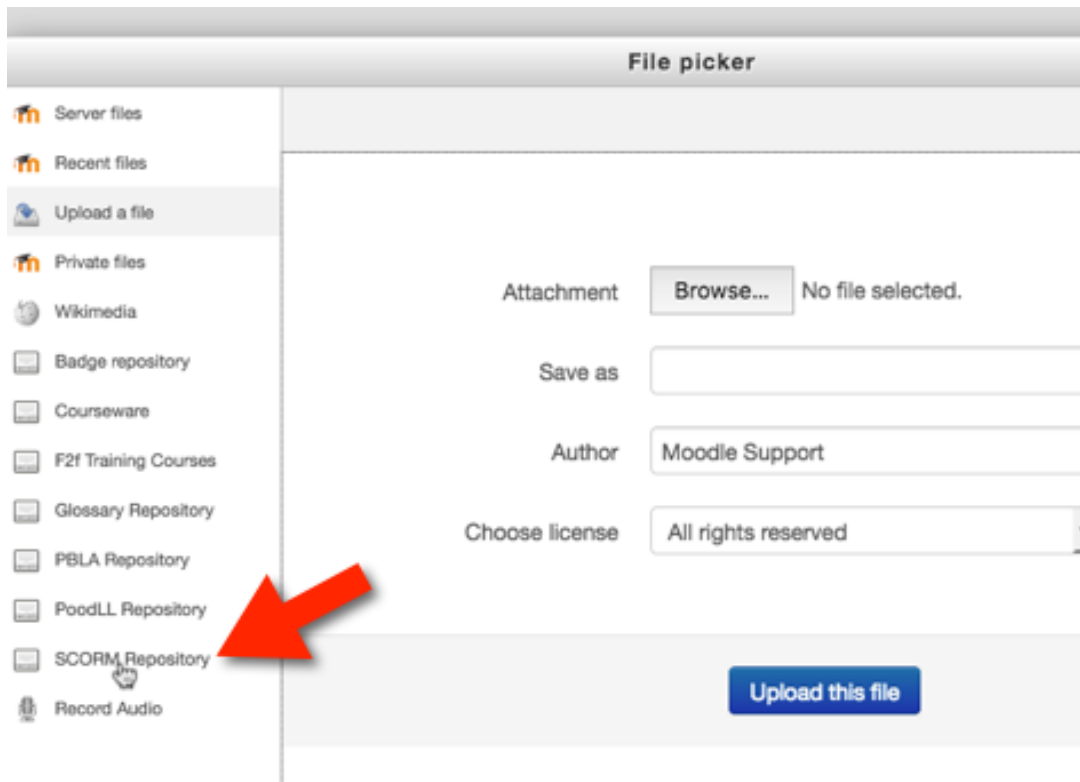 File picker
Server files
Recent files
Upload a file
Private files
Wikimedia
Badge repository
Courseware
F2f Training Courses
Glossary Repository
PBLA Repository
PoodLL Repository
SCORM Repository
Record Audio
Attachment Browse... No file selected.
Save as
Author Moodle Support
Choose license All rights reserved
Upload this file